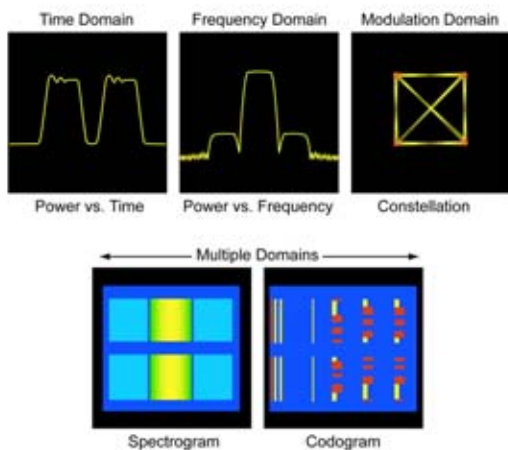 Time Domain
Frequency Domain
Modulation Domain
Power vs. Time
Power vs. Frequency
Constellation
Multiple Domains
Spectrogram
Codogram